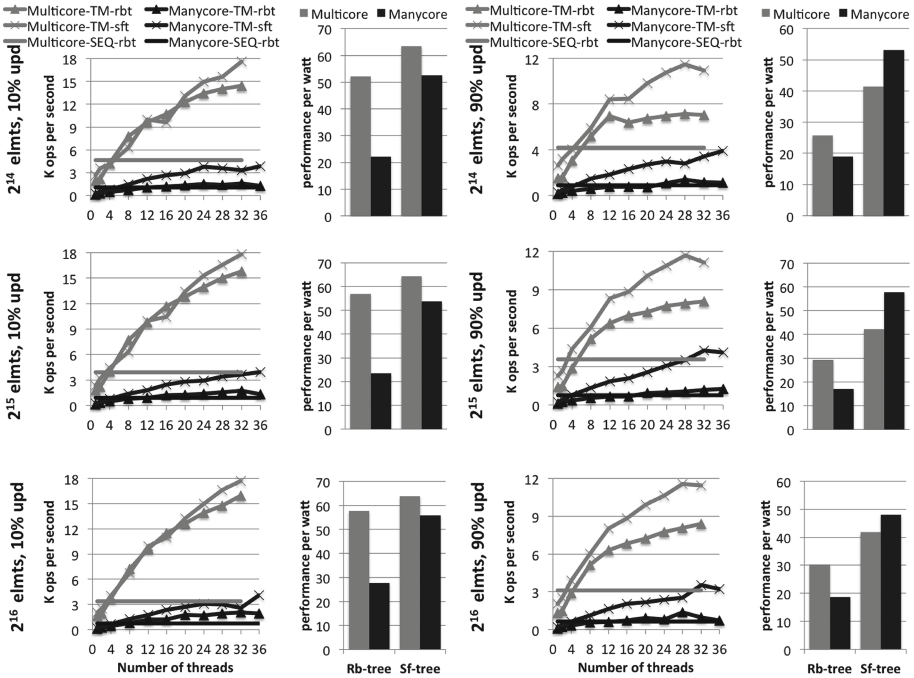 Multicore-TM-rbt Manycore-TM-rbt
Multicore-TM-sft Manycore-TM-sft
Multicore-SEQ-rbt Manycore-SEQ-rbt
Multicore Manycore
Multicore-TM-rbt Manycore-TM-rbt
Multicore-TM-sft Manycore-TM-sft
Multicore-SEQ-rbt Manycore-SEQ-rbt
Multicore Manycore
2^14 elmts, 10% upd
K ops per second
18
15
12
9
6
3
0
0 4 8 12 16 20 24 28 32 36
performance per watt
70
60
50
40
30
20
10
0
2^14 elmts, 90% upd
K ops per second
12
8
4
0
0 4 8 12 16 20 24 28 32 36
performance per watt
60
50
40
30
20
10
0
2^15 elmts, 10% upd
K ops per second
18
15
12
9
6
3
0
0 4 8 12 16 20 24 28 32 36
performance per watt
70
60
50
40
30
20
10
0
2^15 elmts, 90% upd
K ops per second
12
9
6
3
0
0 4 8 12 16 20 24 28 32 36
performance per watt
70
60
50
40
30
20
10
0
2^16 elmts, 10% upd
K ops per second
18
15
12
9
6
3
0
0 4 8 12 16 20 24 28 32 36
Number of threads
performance per watt
70
60
50
40
30
20
10
0
Rb-tree Sf-tree
2^16 elmts, 90% upd
K ops per second
12
9
6
3
0
0 4 8 12 16 20 24 28 32 36
Number of threads
performance per watt
60
50
40
30
20
10
0
Rb-tree Sf-tree